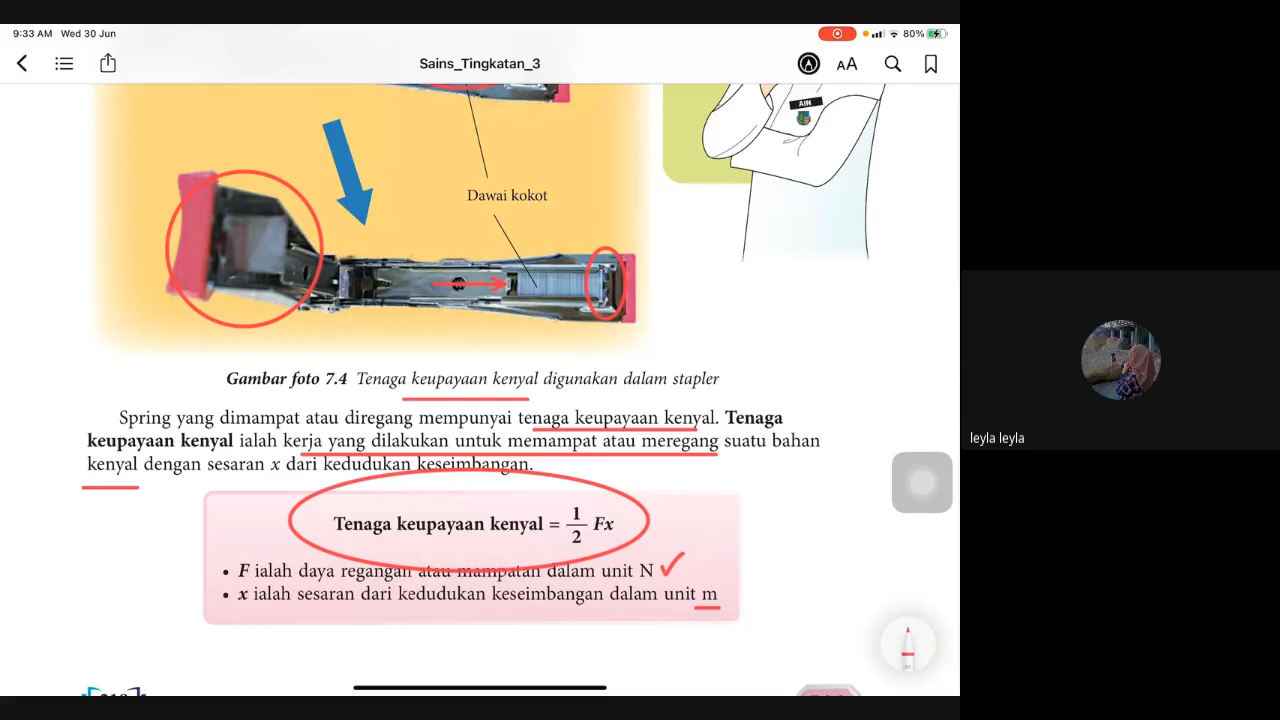 9:33 AM Wed 30 Jun
80%
Sains_Tingkatan_3
AA
AIN
Dawai kokot
Gambar foto 7.4 Tenaga keupayaan kenyal digunakan dalam stapler
Spring yang dimampat atau diregang mempunyai tenaga keupayaan kenyal. Tenaga
keupayaan kenyal ialah kerja yang dilakukan untuk memampat atau meregang suatu bahan
kenyal dengan sesaran x dari kedudukan keseimbangan.
Tenaga keupayaan kenyal = 1/2 Fx
• F ialah daya regangan atau mampatan dalam unit N
• x ialah sesaran dari kedudukan keseimbangan dalam unit m
leyla leyla